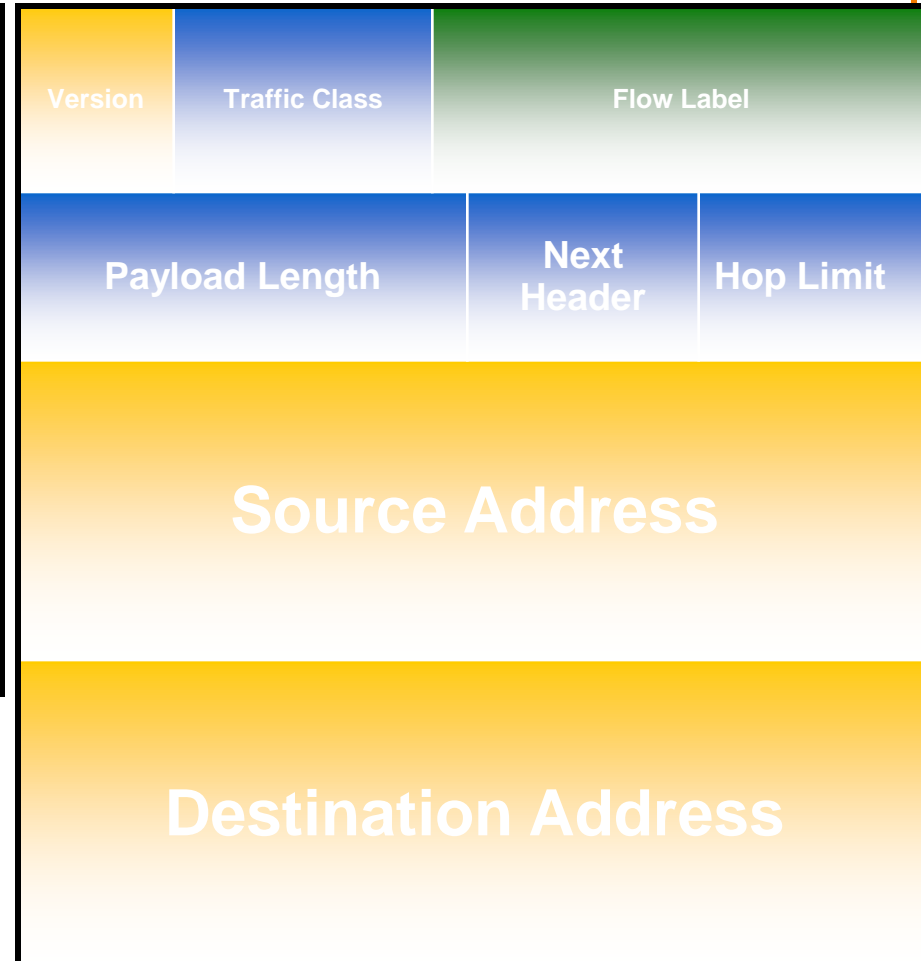 Version Traffic Class Flow Label
Payload Length Next Header Hop Limit
Source Address
Destination Address